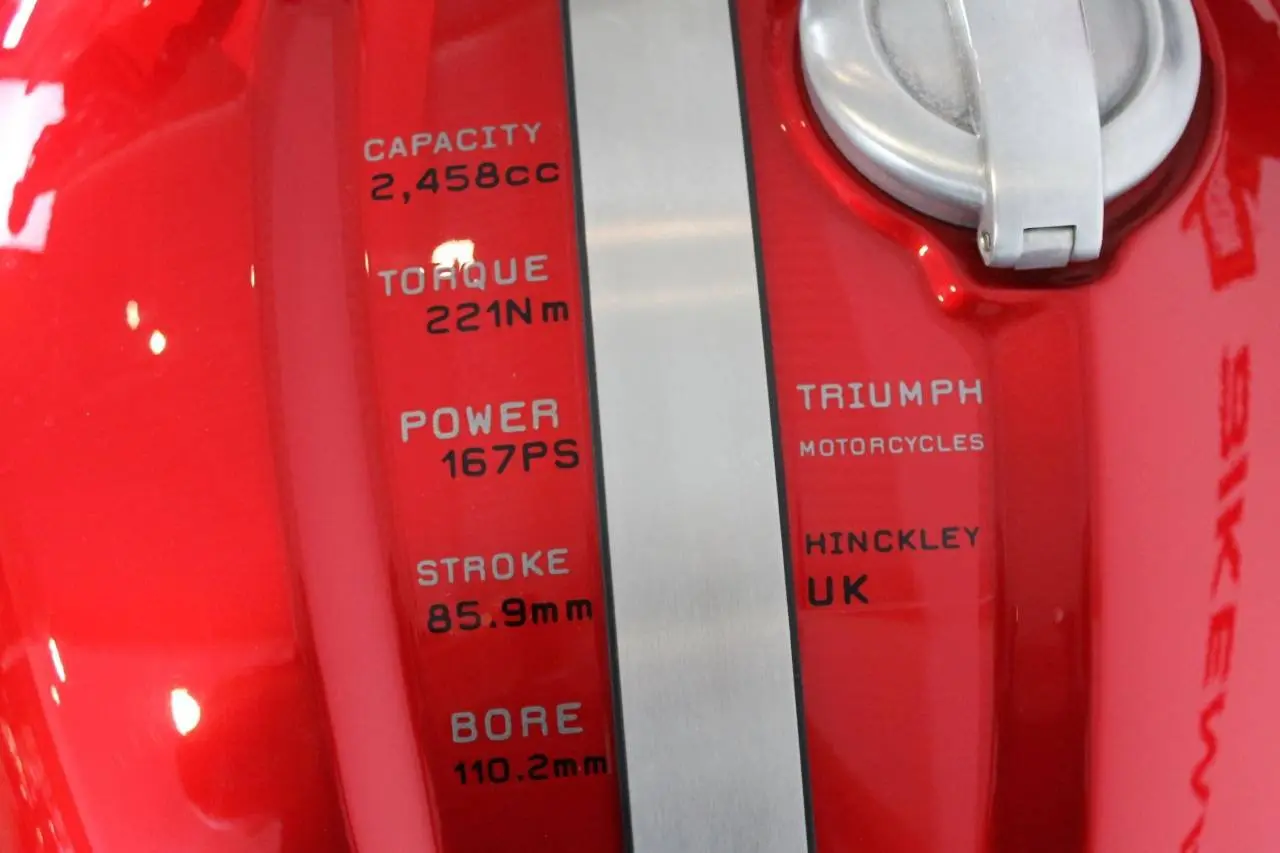 CAPACITY
2,458cc
TORQUE
221Nm
POWER
167PS
STROKE
85.9mm
BORE
110.2mm
TRIUMPH
MOTORCYCLES
HINCKLEY
UK